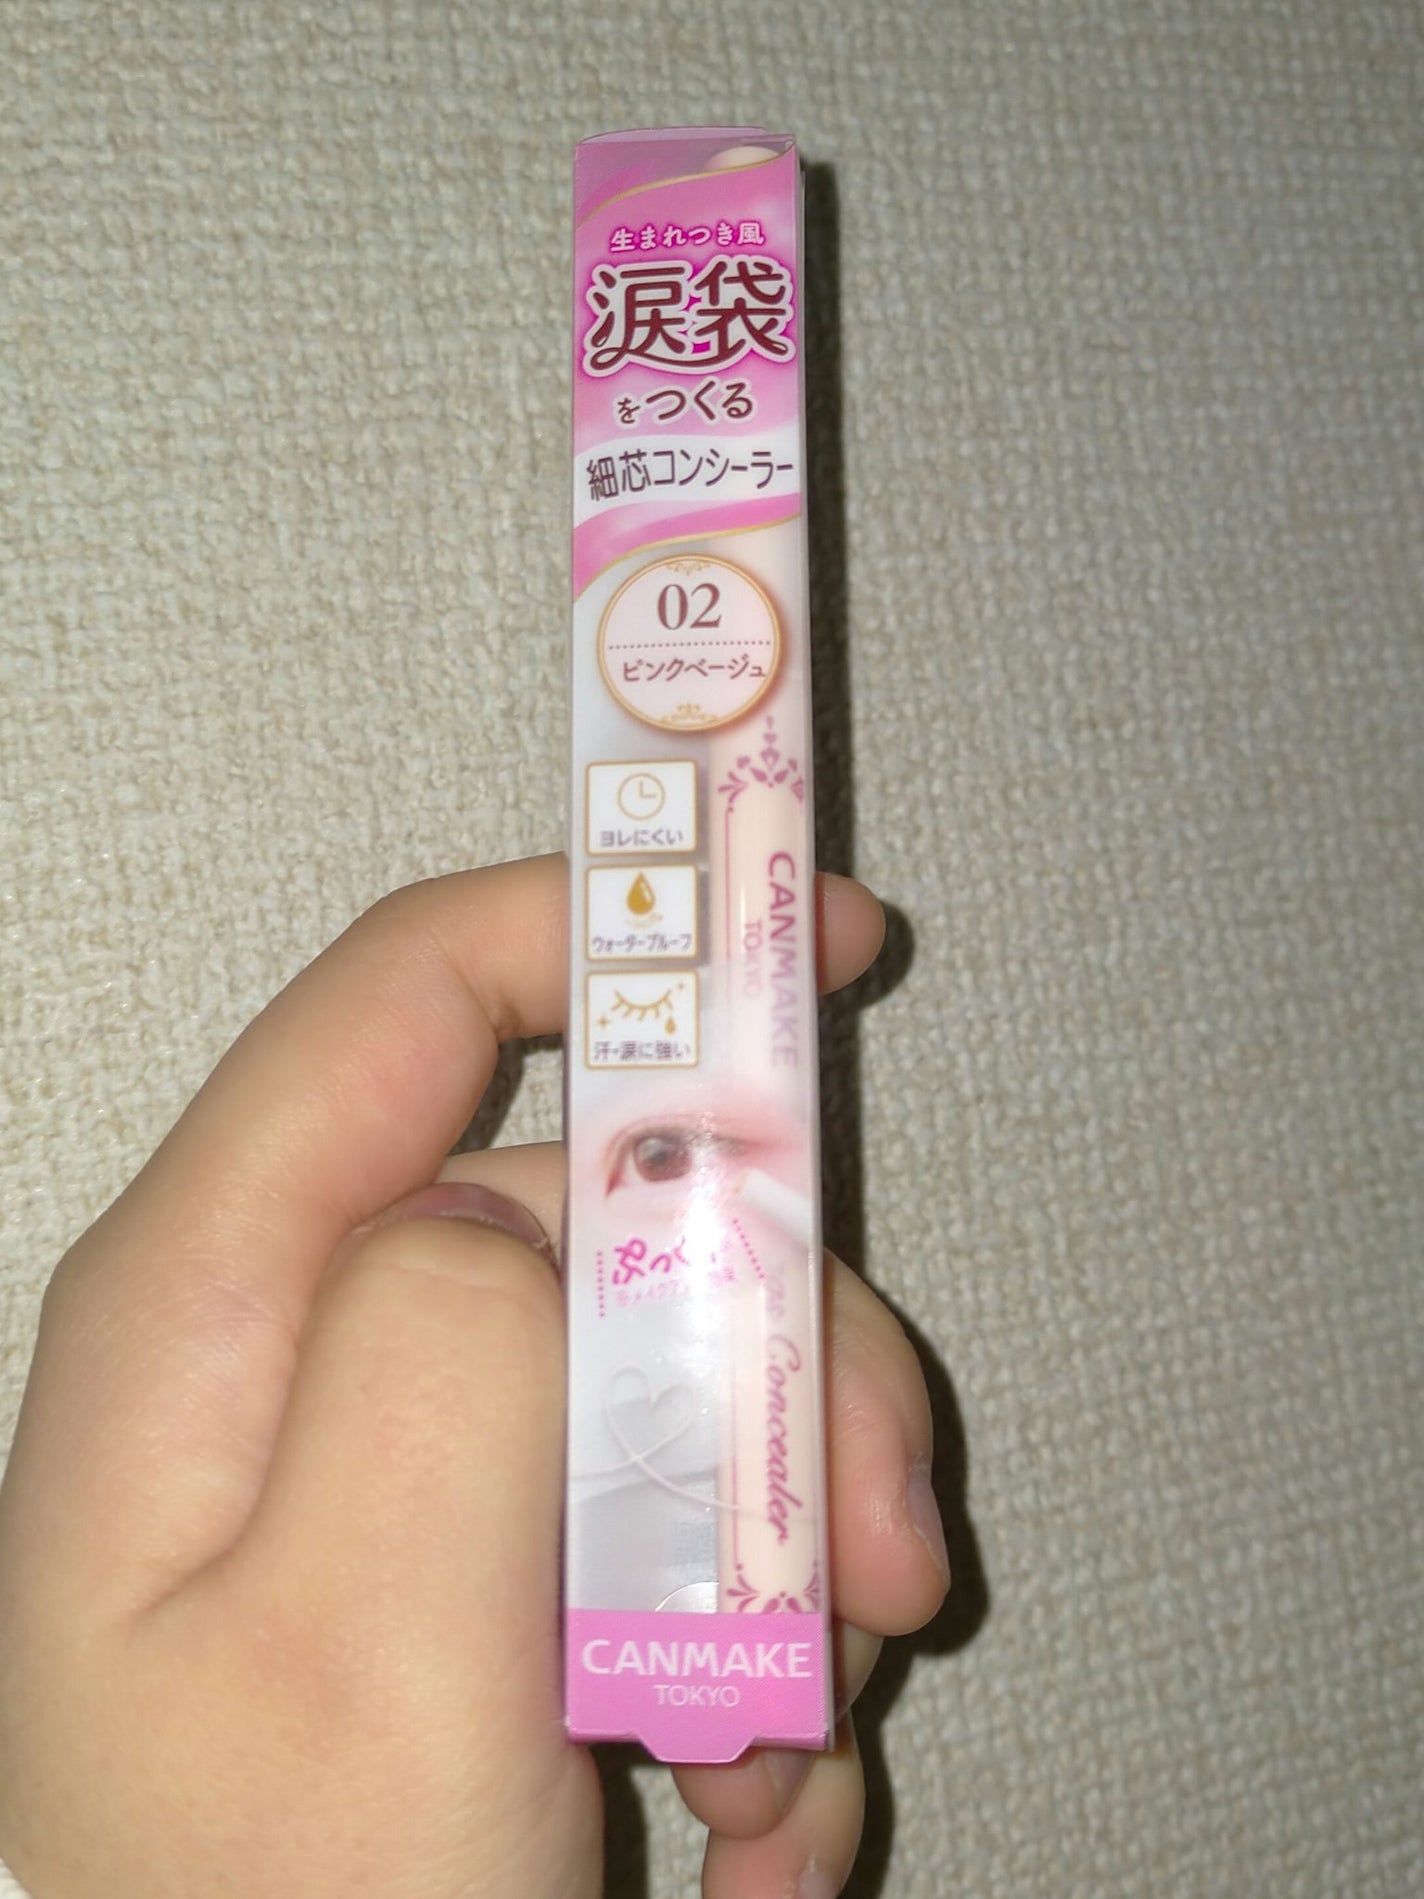 生まれつき風
涙袋
をつくる
細芯コンシーラー
02
ピンクベージュ
ヨレにくい
ウォータープルーフ
汗・涙に強い
CANMAKE
TOKYO
Concealer
CANMAKE
TOKYO